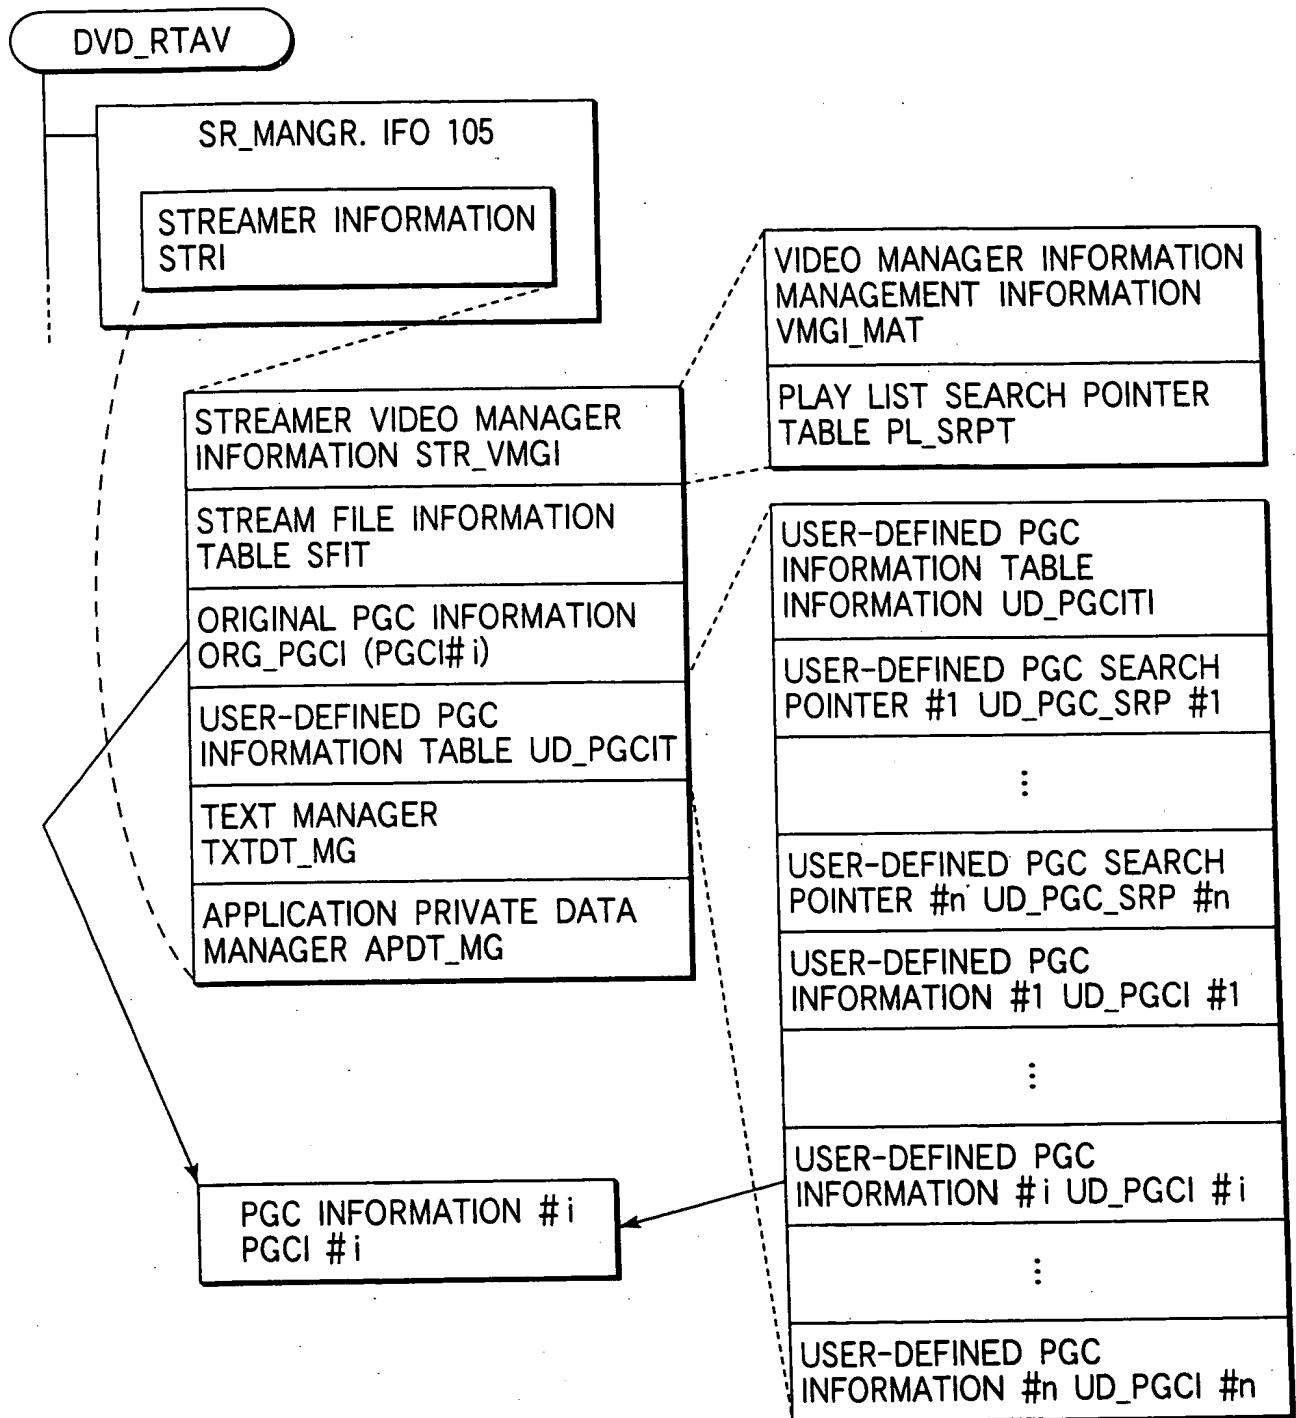 DVD_RTAV
SR_MANGR. IFO 105
STREAMER INFORMATION
STRI
STREAMER VIDEO MANAGER
INFORMATION STR_VMGI
STREAM FILE INFORMATION
TABLE SFIT
ORIGINAL PGC INFORMATION
ORG_PGCI (PGCI# i)
USER-DEFINED PGC
INFORMATION TABLE UD_PGCIT
TEXT MANAGER
TXTDT_MG
APPLICATION PRIVATE DATA
MANAGER APDT_MG
VIDEO MANAGER INFORMATION
MANAGEMENT INFORMATION
VMGI_MAT
PLAY LIST SEARCH POINTER
TABLE PL_SRPT
USER-DEFINED PGC
INFORMATION TABLE
INFORMATION UD_PGCITI
USER-DEFINED PGC SEARCH
POINTER #1 UD_PGC_SRP #1
⋮
USER-DEFINED PGC SEARCH
POINTER #n UD_PGC_SRP #n
USER-DEFINED PGC
INFORMATION #1 UD_PGCI #1
⋮
USER-DEFINED PGC
INFORMATION #i UD_PGCI #i
⋮
USER-DEFINED PGC
INFORMATION #n UD_PGCI #n
PGC INFORMATION #i
PGCI #i